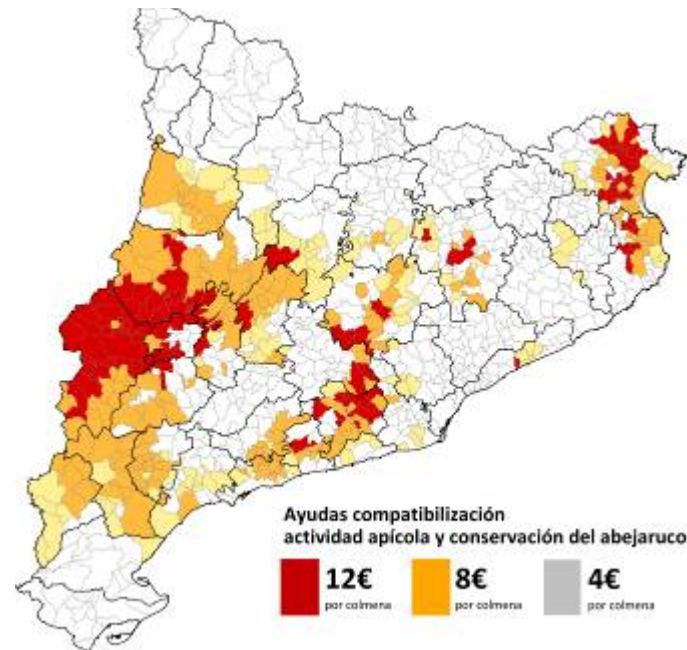 Ayudas compatibilización
actividad apícola y conservación del abejaruco
12€
por colmena
8€
por colmena
4€
por colmena